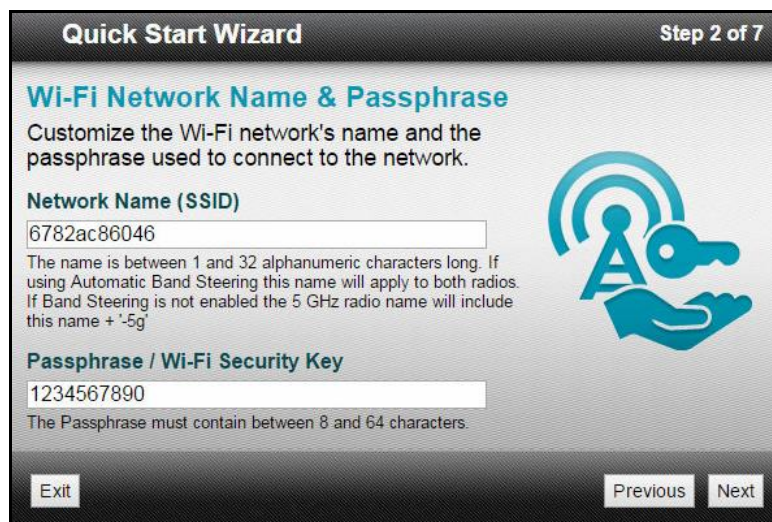 Quick Start Wizard
Step 2 of 7
Wi-Fi Network Name & Passphrase
Customize the Wi-Fi network's name and the
passphrase used to connect to the network.
Network Name (SSID)
6782ac86046
The name is between 1 and 32 alphanumeric characters long. If
using Automatic Band Steering this name will apply to both radios.
If Band Steering is not enabled the 5 GHz radio name will include
this name + '-5g'
Passphrase / Wi-Fi Security Key
1234567890
The Passphrase must contain between 8 and 64 characters.
Exit
Previous
Next